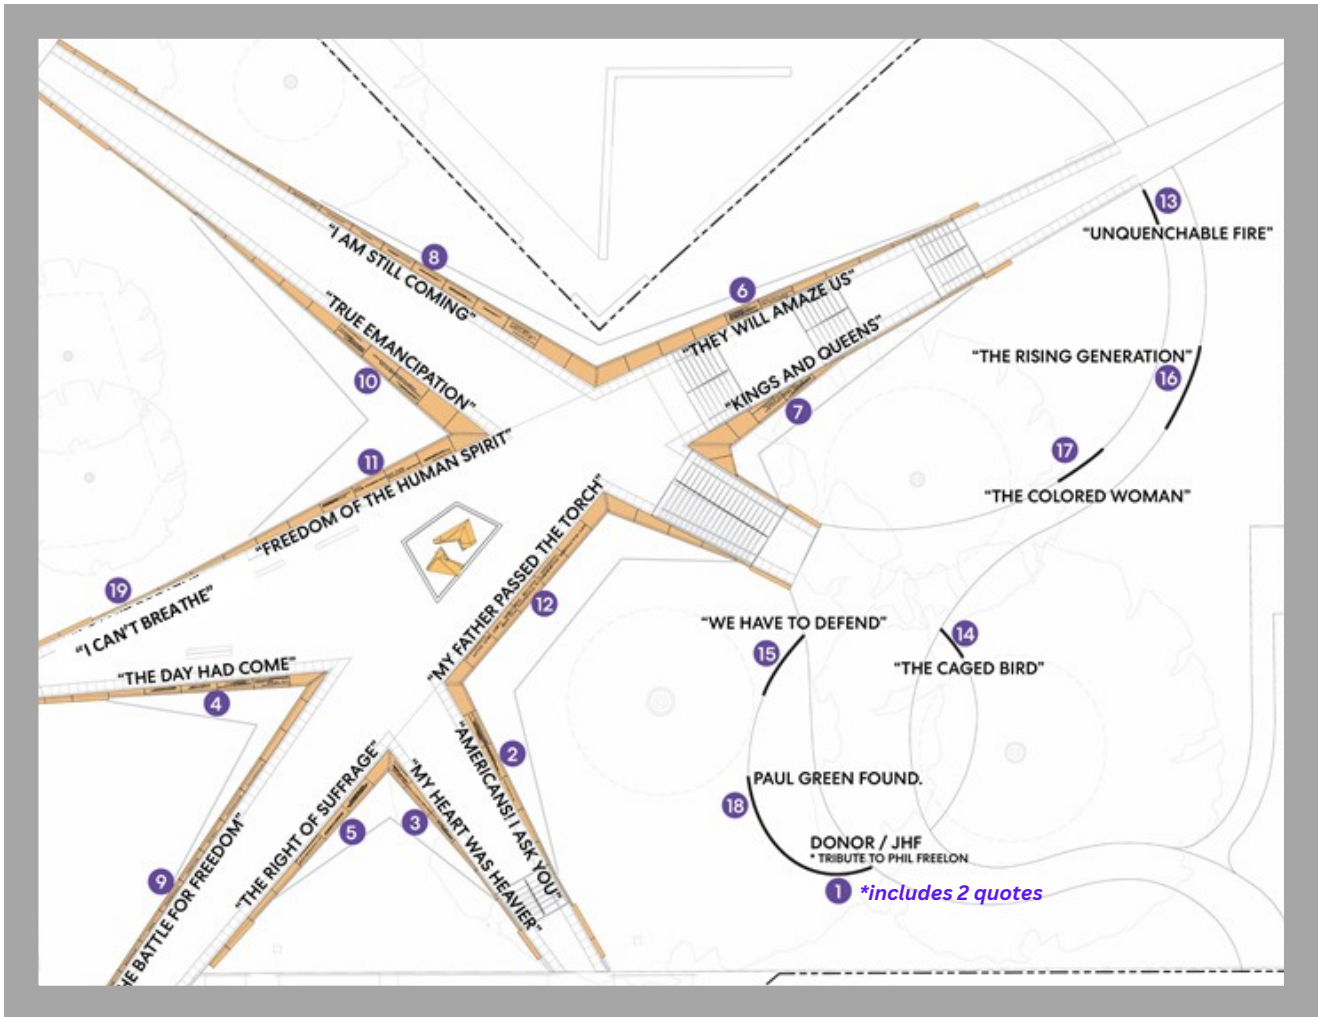 13
“UNQUENCHABLE FIRE”
“I AM STILL COMING”
8
6
“THEY WILL AMAZE US”
“TRUE EMANCIPATION”
10
“KINGS AND QUEENS”
7
“THE RISING GENERATION”
16
11
“FREEDOM OF THE HUMAN SPIRIT”
17
“THE COLORED WOMAN”
19
“I CAN’T BREATHE”
“MY FATHER PASSED THE TORCH”
12
“WE HAVE TO DEFEND”
15
14
“THE CAGED BIRD”
“THE DAY HAD COME”
4
“AMERICANS! I ASK YOU”
2
“THE RIGHT OF SUFFRAGE”
5
“MY HEART WAS HEAVIER”
3
PAUL GREEN FOUND.
18
9
HE BATTLE FOR FREEDOM”
DONOR / JHF
* TRIBUTE TO PHIL FREELON
1
*includes 2 quotes